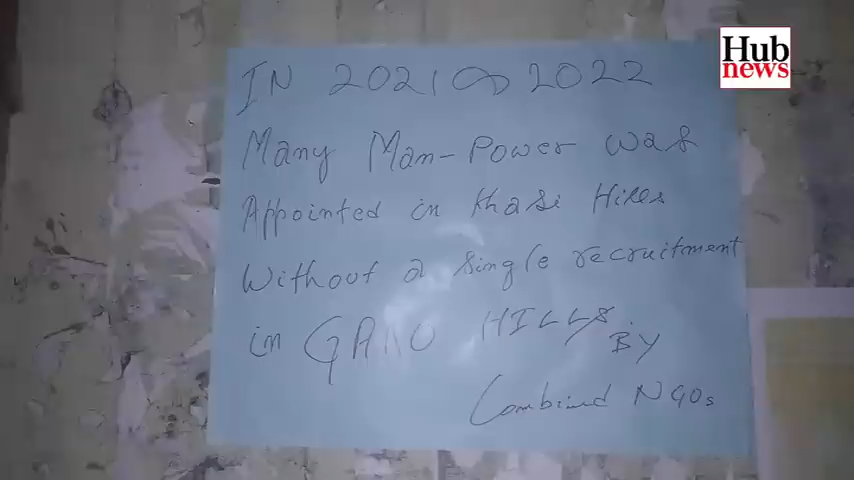 Hub
news
IN 2021 2022
Many Man-Power was
Appointed in Khasi Hills
Without a single recruitment
in GARO HILLS
By
Combined NGOs